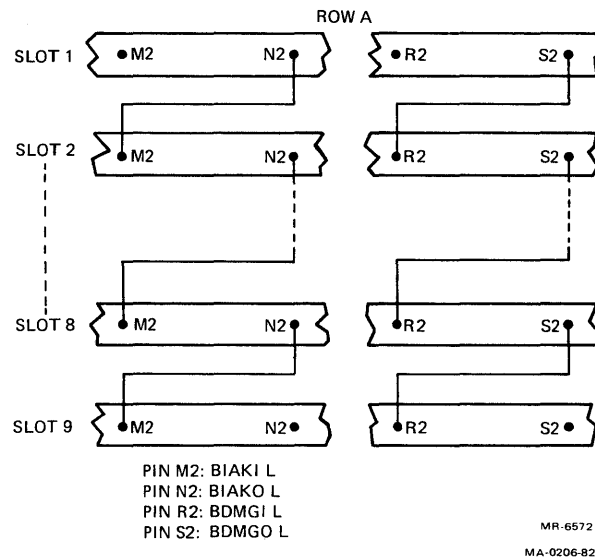 ROW A
SLOT 1 M2 N2 R2 S2
SLOT 2 M2 N2 R2 S2
SLOT 8 M2 N2 R2 S2
SLOT 9 M2 N2 R2 S2
PIN M2: BIAKI L
PIN N2: BIAKO L
PIN R2: BDMGI L
PIN S2: BDMGO L
MR-6572
MA-0206-82